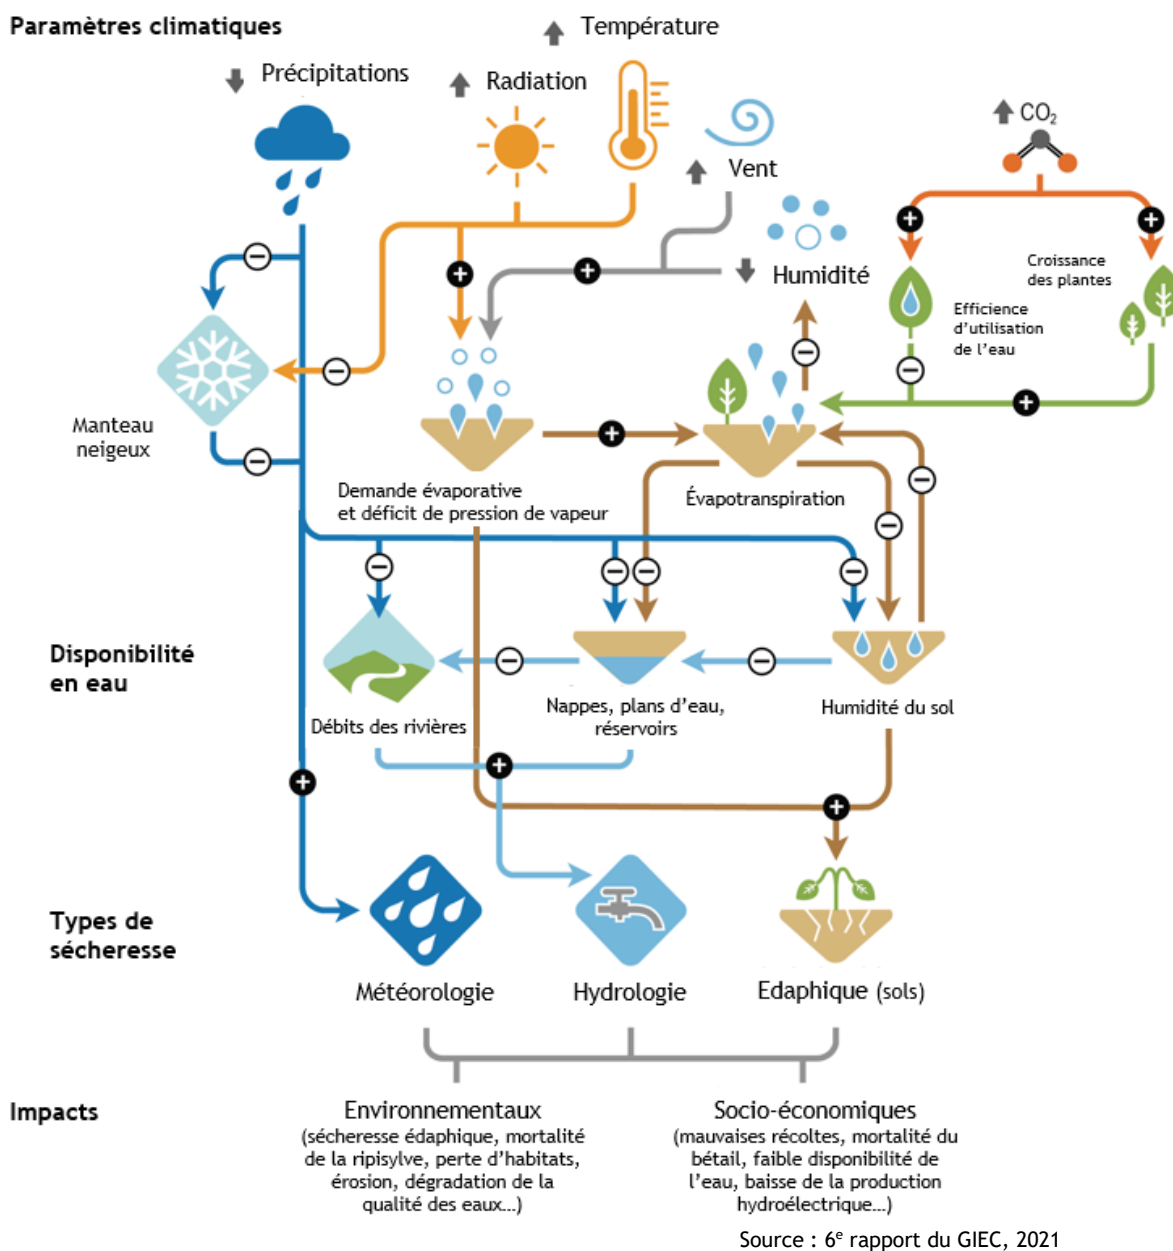 Paramètres climatiques
Température
Précipitations
Radiation
CO₂
Vent
Humidité
Croissance
des plantes
Efficience
d'utilisation
de l'eau
+
+
+
+
+
−
−
−
−
−
−
−
−
−
−
−
−
−
−
+
+
+
+
Manteau
neigeux
Demande évaporative
et déficit de pression de vapeur
Évapotranspiration
Disponibilité
en eau
Débits des rivières
Nappes, plans d'eau,
réservoirs
Humidité du sol
Types de
sécheresse
Météorologie
Hydrologie
Edaphique (sols)
Impacts
Environnementaux
(sécheresse édaphique, mortalité
de la ripisylve, perte d'habitats,
érosion, dégradation de la
qualité des eaux...)
Socio-économiques
(mauvaises récoltes, mortalité du
bétail, faible disponibilité de
l'eau, baisse de la production
hydroélectrique...)
Source : 6ᵉ rapport du GIEC, 2021